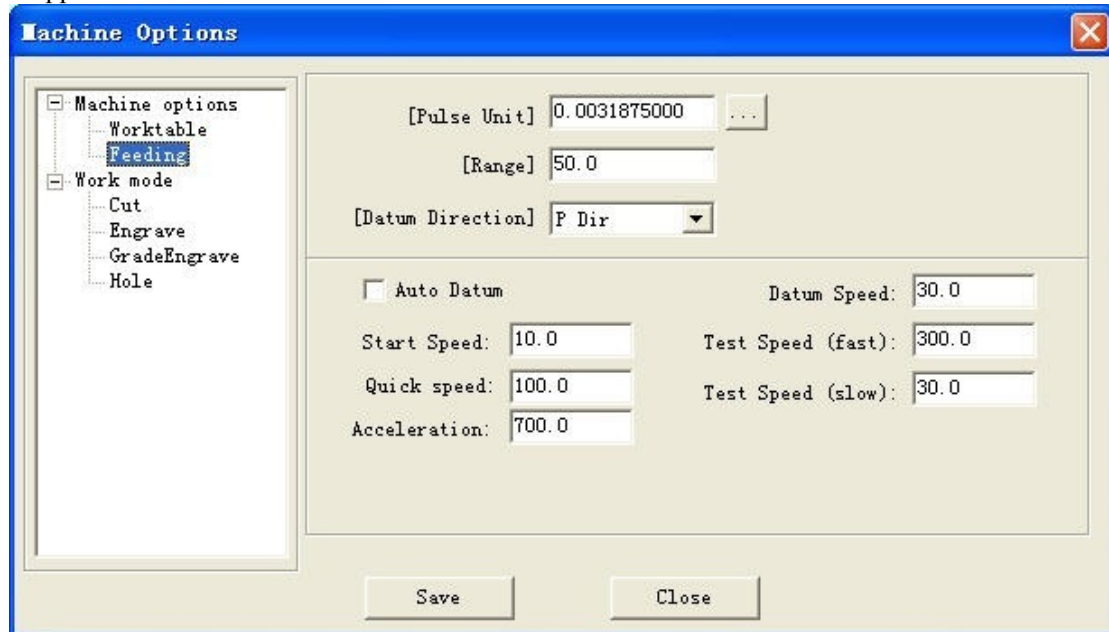 Machine Options
Machine options
Worktable
Feeding
Work mode
Cut
Engrave
GradeEngrave
Hole
[Pulse Unit] 0.0031875000 ...
[Range] 50.0
[Datum Direction] P Dir
Auto Datum
Datum Speed: 30.0
Start Speed: 10.0
Test Speed (fast): 300.0
Quick speed: 100.0
Test Speed (slow): 30.0
Acceleration: 700.0
Save
Close